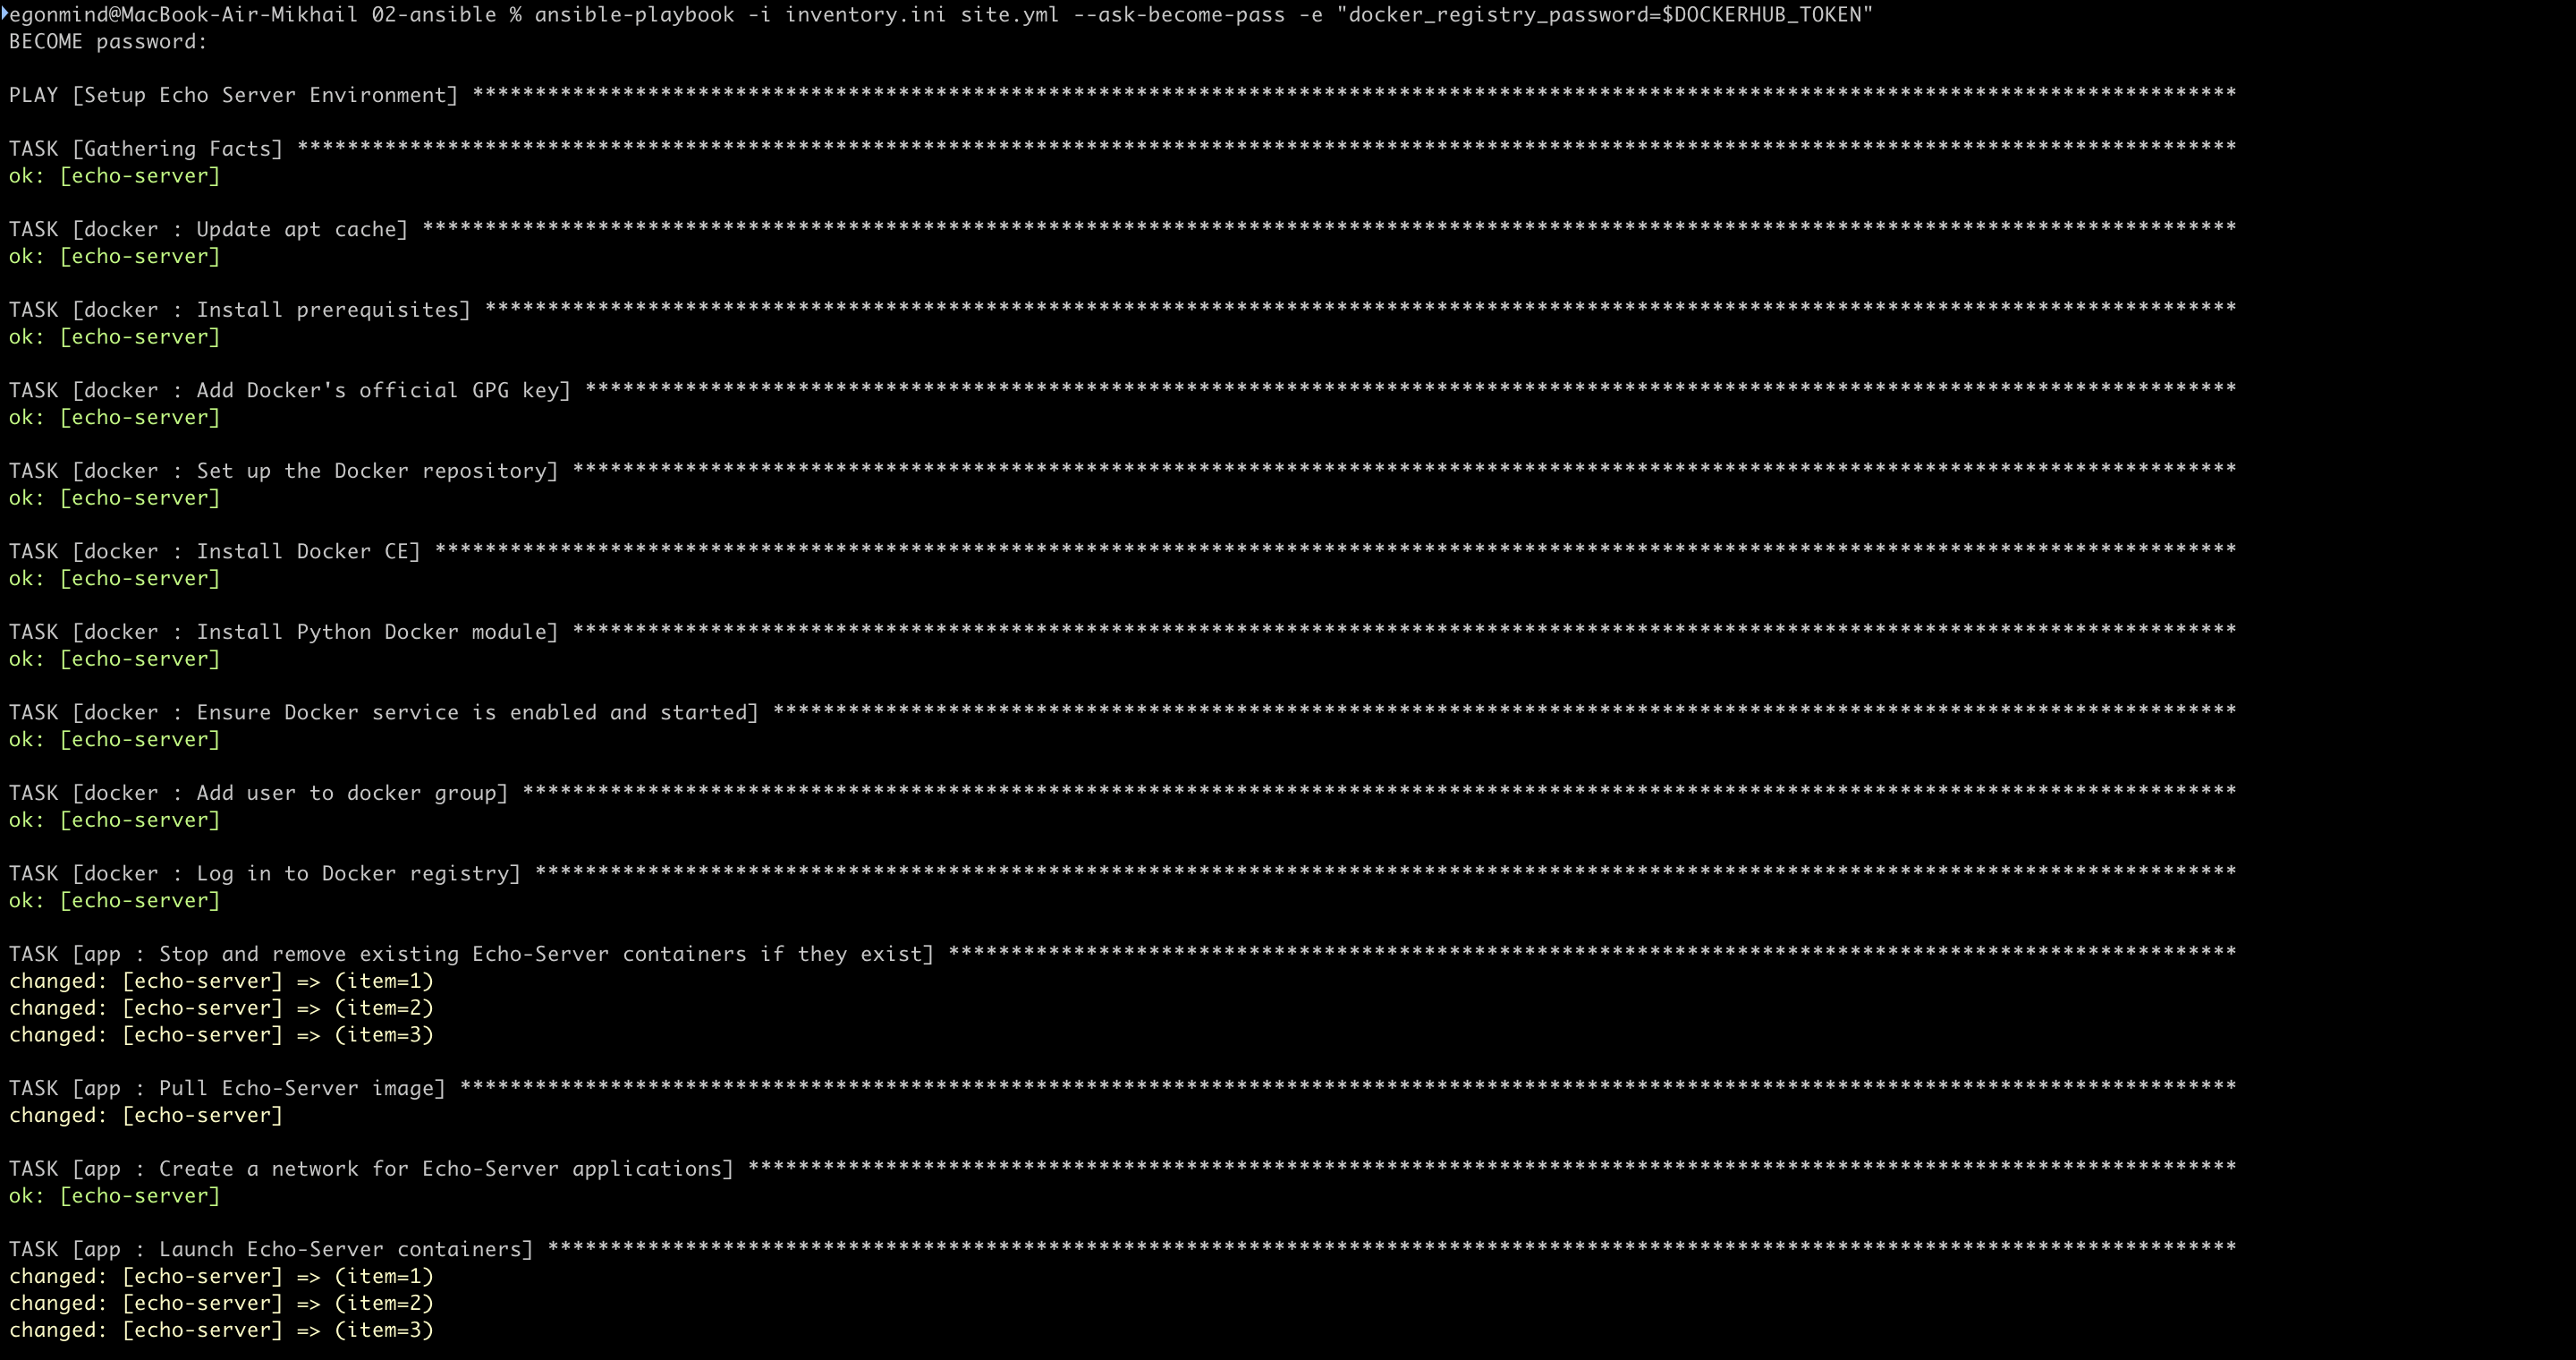 egonmind@MacBook-Air-Mikhail 02-ansible % ansible-playbook -i inventory.ini site.yml --ask-become-pass -e "docker_registry_password=$DOCKERHUB_TOKEN"
BECOME password:
PLAY [Setup Echo Server Environment] *********************************************************************************************************************************************
TASK [Gathering Facts] ***********************************************************************************************************************************************************
ok: [echo-server]
TASK [docker : Update apt cache] *************************************************************************************************************************************************
ok: [echo-server]
TASK [docker : Install prerequisites] ********************************************************************************************************************************************
ok: [echo-server]
TASK [docker : Add Docker's official GPG key] ************************************************************************************************************************************
ok: [echo-server]
TASK [docker : Set up the Docker repository] *************************************************************************************************************************************
ok: [echo-server]
TASK [docker : Install Docker CE] ************************************************************************************************************************************************
ok: [echo-server]
TASK [docker : Install Python Docker module] *************************************************************************************************************************************
ok: [echo-server]
TASK [docker : Ensure Docker service is enabled and started] *********************************************************************************************************************
ok: [echo-server]
TASK [docker : Add user to docker group] *****************************************************************************************************************************************
ok: [echo-server]
TASK [docker : Log in to Docker registry] ****************************************************************************************************************************************
ok: [echo-server]
TASK [app : Stop and remove existing Echo-Server containers if they exist] *******************************************************************************************************
changed: [echo-server] => (item=1)
changed: [echo-server] => (item=2)
changed: [echo-server] => (item=3)
TASK [app : Pull Echo-Server image] **********************************************************************************************************************************************
changed: [echo-server]
TASK [app : Create a network for Echo-Server applications] ***********************************************************************************************************************
ok: [echo-server]
TASK [app : Launch Echo-Server containers] ***************************************************************************************************************************************
changed: [echo-server] => (item=1)
changed: [echo-server] => (item=2)
changed: [echo-server] => (item=3)